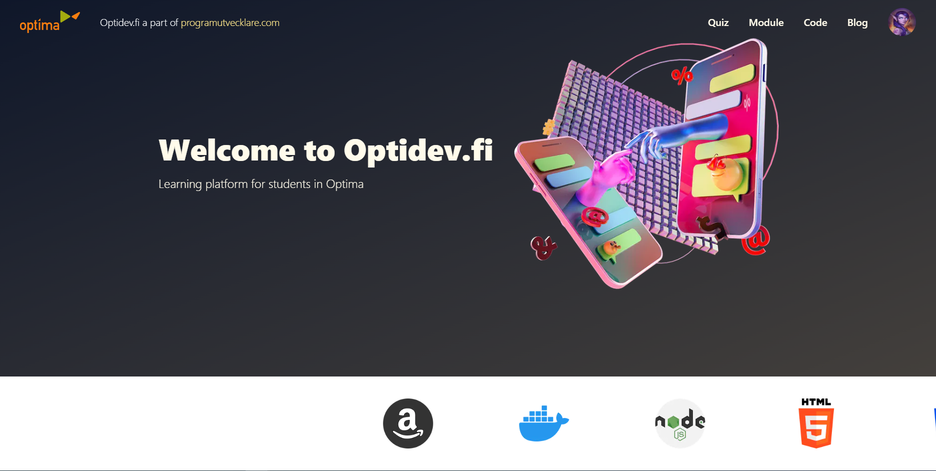 optima
Optidev.fi a part of programutvecklare.com
Quiz
Module
Code
Blog
Welcome to Optidev.fi
Learning platform for students in Optima
%
@
&
@
a
node
JS
HTML
5